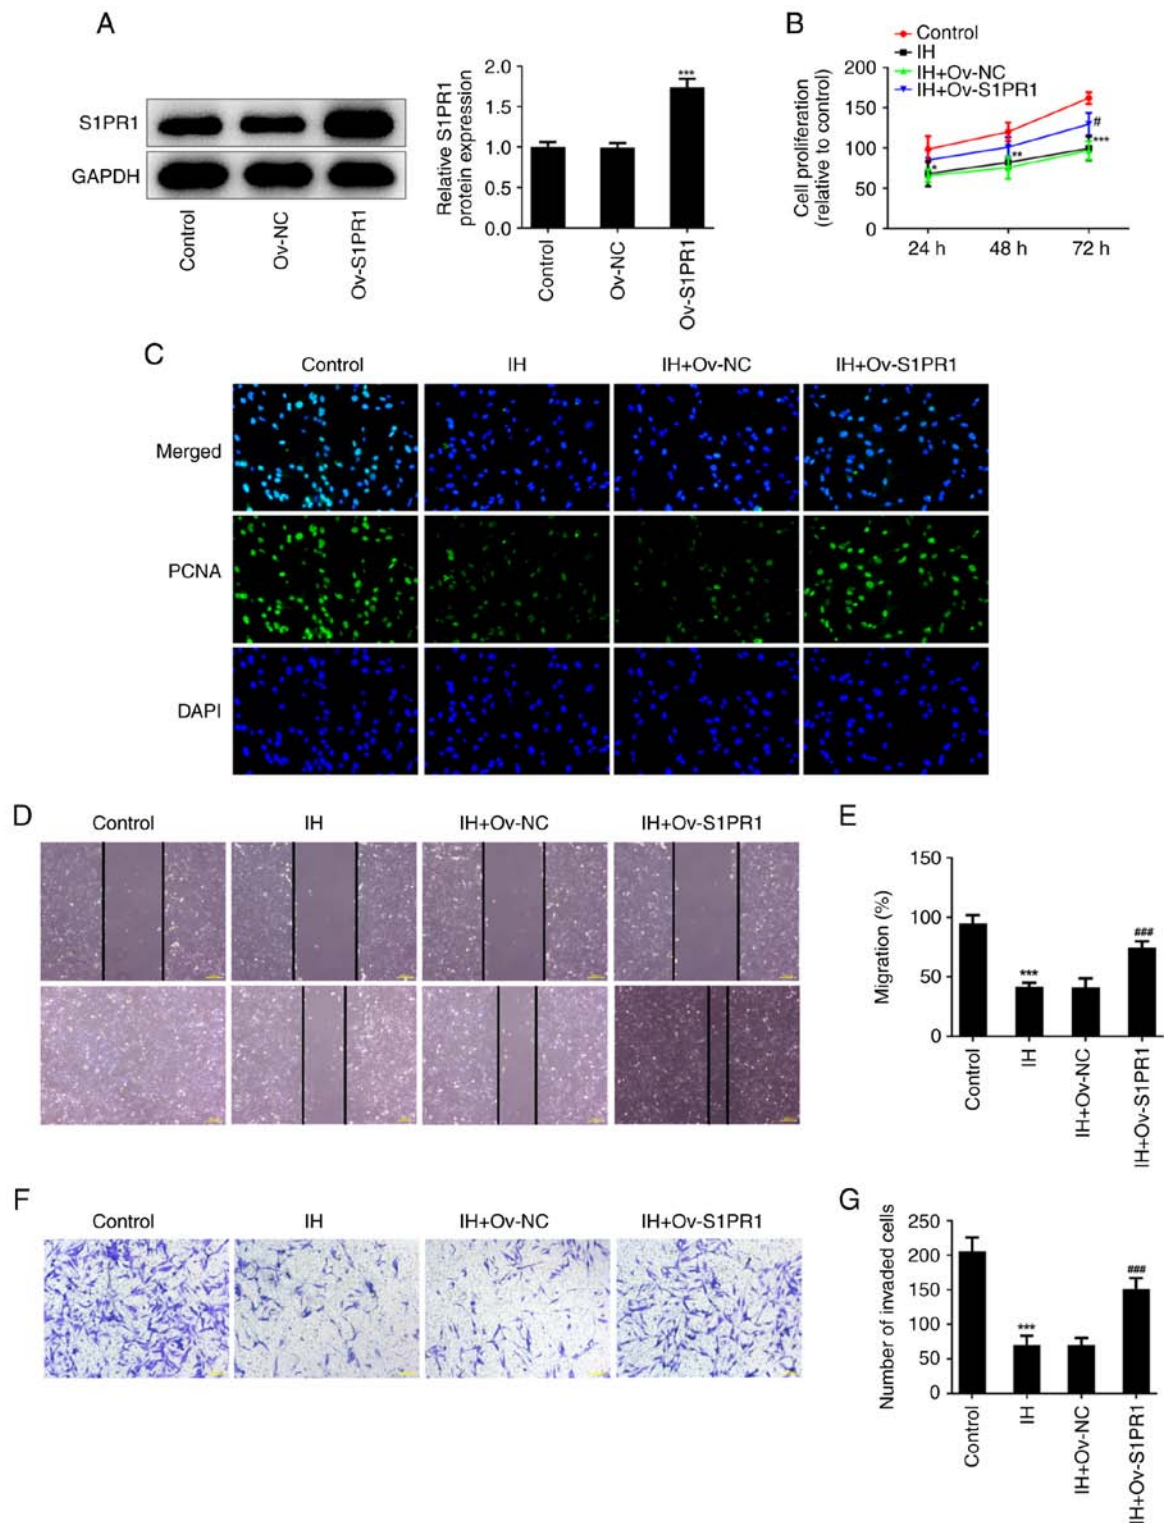 A
S1PR1
GAPDH
Control
Ov-NC
Ov-S1PR1
Relative S1PR1
protein expression
2.0
1.5
1.0
0.5
0.0
***
Control
Ov-NC
Ov-S1PR1
B
Control
IH
IH+Ov-NC
IH+Ov-S1PR1
Cell proliferation
(relative to control)
200
150
100
50
0
*
**
#
***
24 h
48 h
72 h
C
Control
IH
IH+Ov-NC
IH+Ov-S1PR1
Merged
PCNA
DAPI
D
Control
IH
IH+Ov-NC
IH+Ov-S1PR1
E
Migration (%)
150
100
50
0
***
###
Control
IH
IH+Ov-NC
IH+Ov-S1PR1
F
Control
IH
IH+Ov-NC
IH+Ov-S1PR1
G
Number of invaded cells
250
200
150
100
50
0
***
###
Control
IH
IH+Ov-NC
IH+Ov-S1PR1